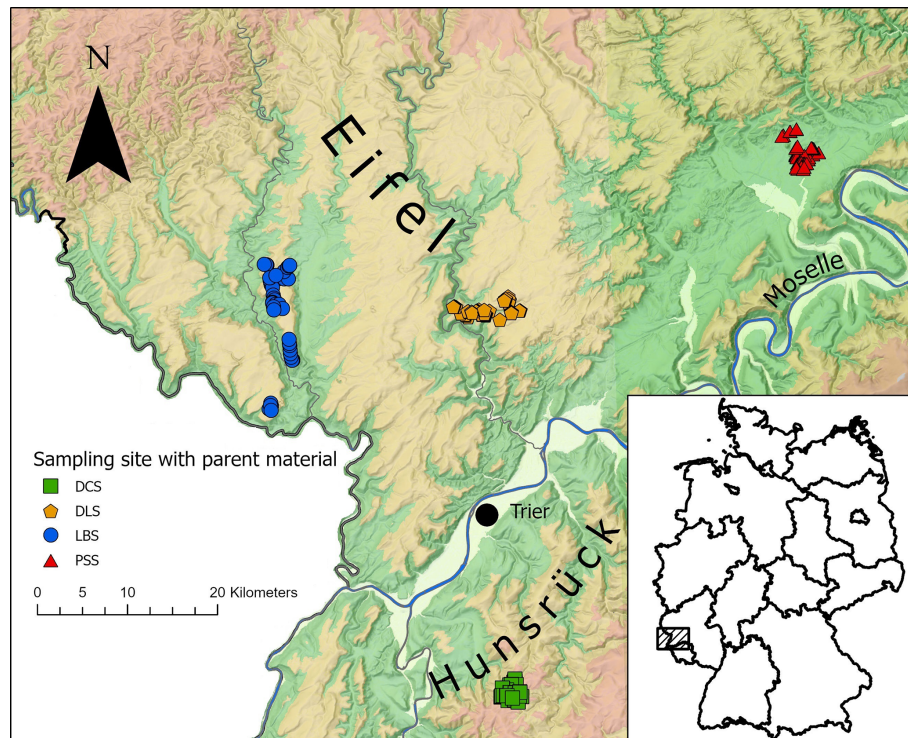 N
Eifel
Moselle
Sampling site with parent material
DCS
DLS
LBS
PSS
0 5 10 20 Kilometers
Trier
Hunsrück